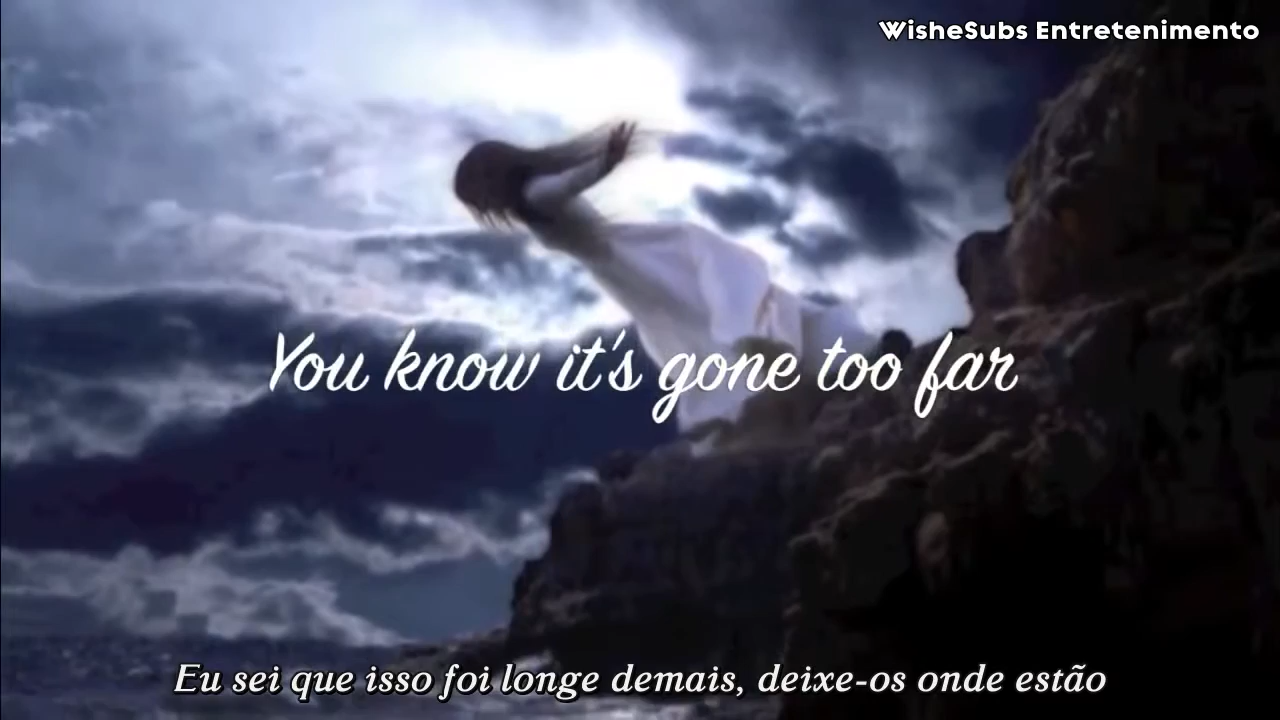 WisheSubs Entretenimento
You know it's gone too far
Eu sei que isso foi longe demais, deixe-os onde estão